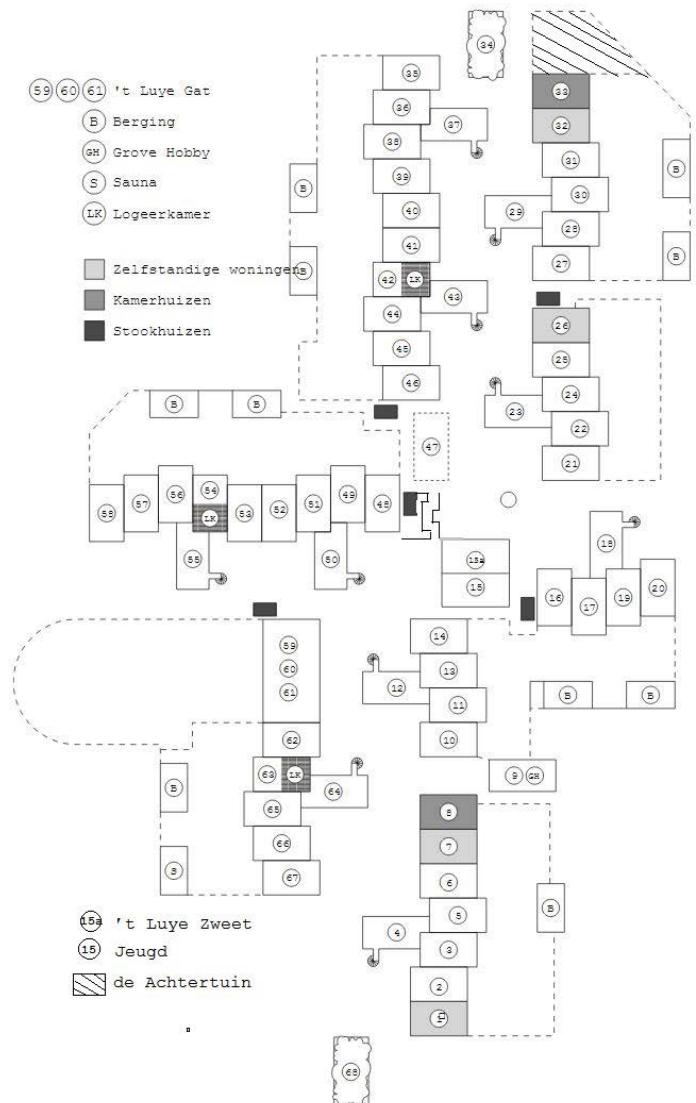 34
59 60 61 't Luye Gat
B Berging
GH Grove Hobby
S Sauna
LK Logeerkamer
Zelfstandige woningen
Kamerhuizen
Stookhuizen
35
36
37
38
39
40
41
42 LK
43
44
45
46
B
B
33
32
31
30
29
28
27
B
B
26
25
24
23
22
21
B
B
47
58
57
56
54
LK
53
52
51
49
48
55
50
15a
15
18
16
17
19
20
59
60
61
62
63 LK
64
65
66
67
B
S
14
13
12
11
10
B
B
9 GH
8
7
6
5
4
3
2
1
B
15a 't Luye Zweet
15 Jeugd
de Achtertuin
68